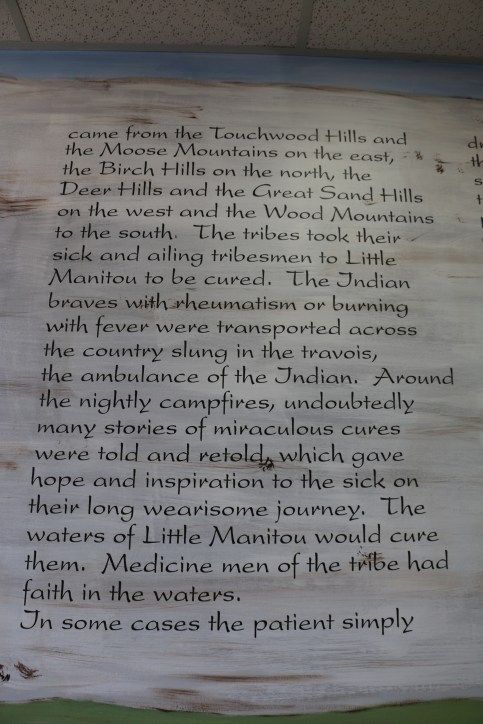 came from the Touchwood Hills and
the Moose Mountains on the east,
the Birch Hills on the north, the
Deer Hills and the Great Sand Hills
on the west and the Wood Mountains
to the south. The tribes took their
sick and ailing tribesmen to Little
Manitou to be cured. The Indian
braves with rheumatism or burning
with fever were transported across
the country slung in the travois,
the ambulance of the Indian. Around
the nightly campfires, undoubtedly
many stories of miraculous cures
were told and retold, which gave
hope and inspiration to the sick on
their long wearisome journey. The
waters of Little Manitou would cure
them. Medicine men of the tribe had
faith in the waters.
In some cases the patient simply